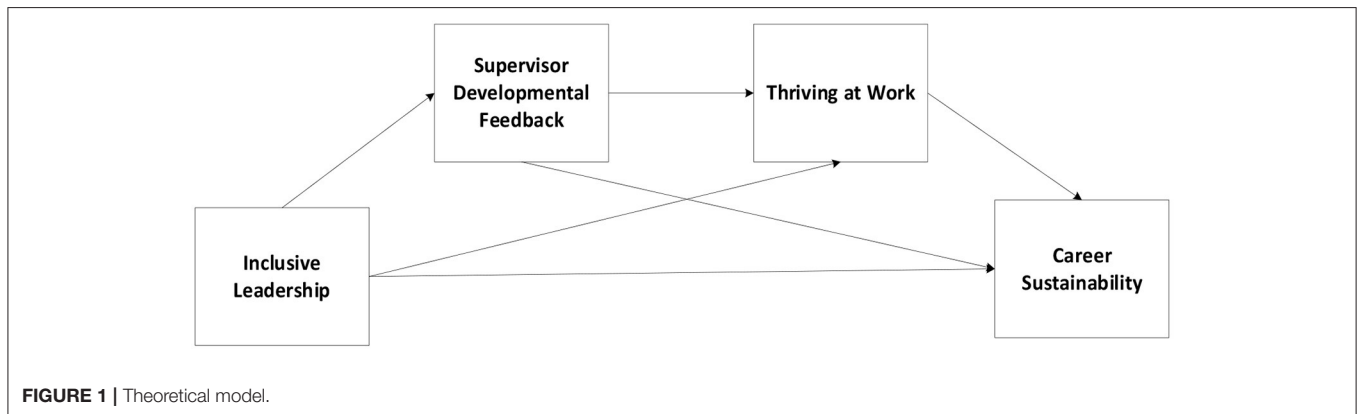 Supervisor
Developmental
Feedback
Thriving at Work
Inclusive
Leadership
Career
Sustainability
FIGURE 1 | Theoretical model.